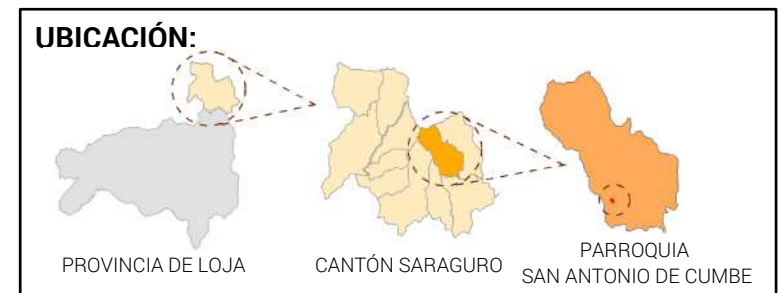 UBICACIÓN:
PROVINCIA DE LOJA
CANTÓN SARAGURO
PARROQUIA
SAN ANTONIO DE CUMBE